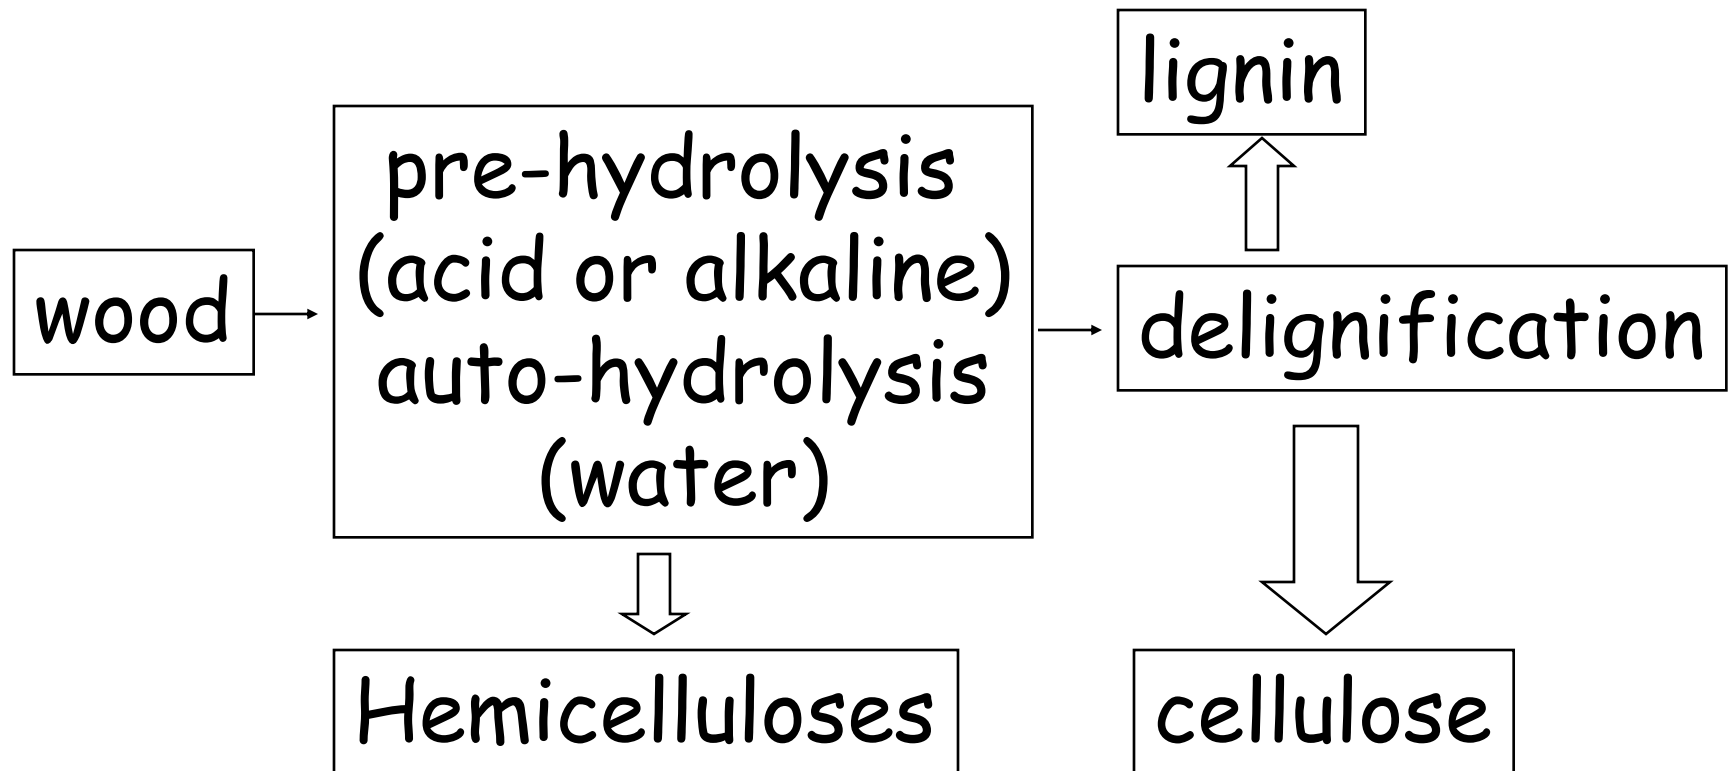 lignin
pre-hydrolysis
(acid or alkaline)
auto-hydrolysis
(water)
wood
delignification
Hemicelluloses
cellulose